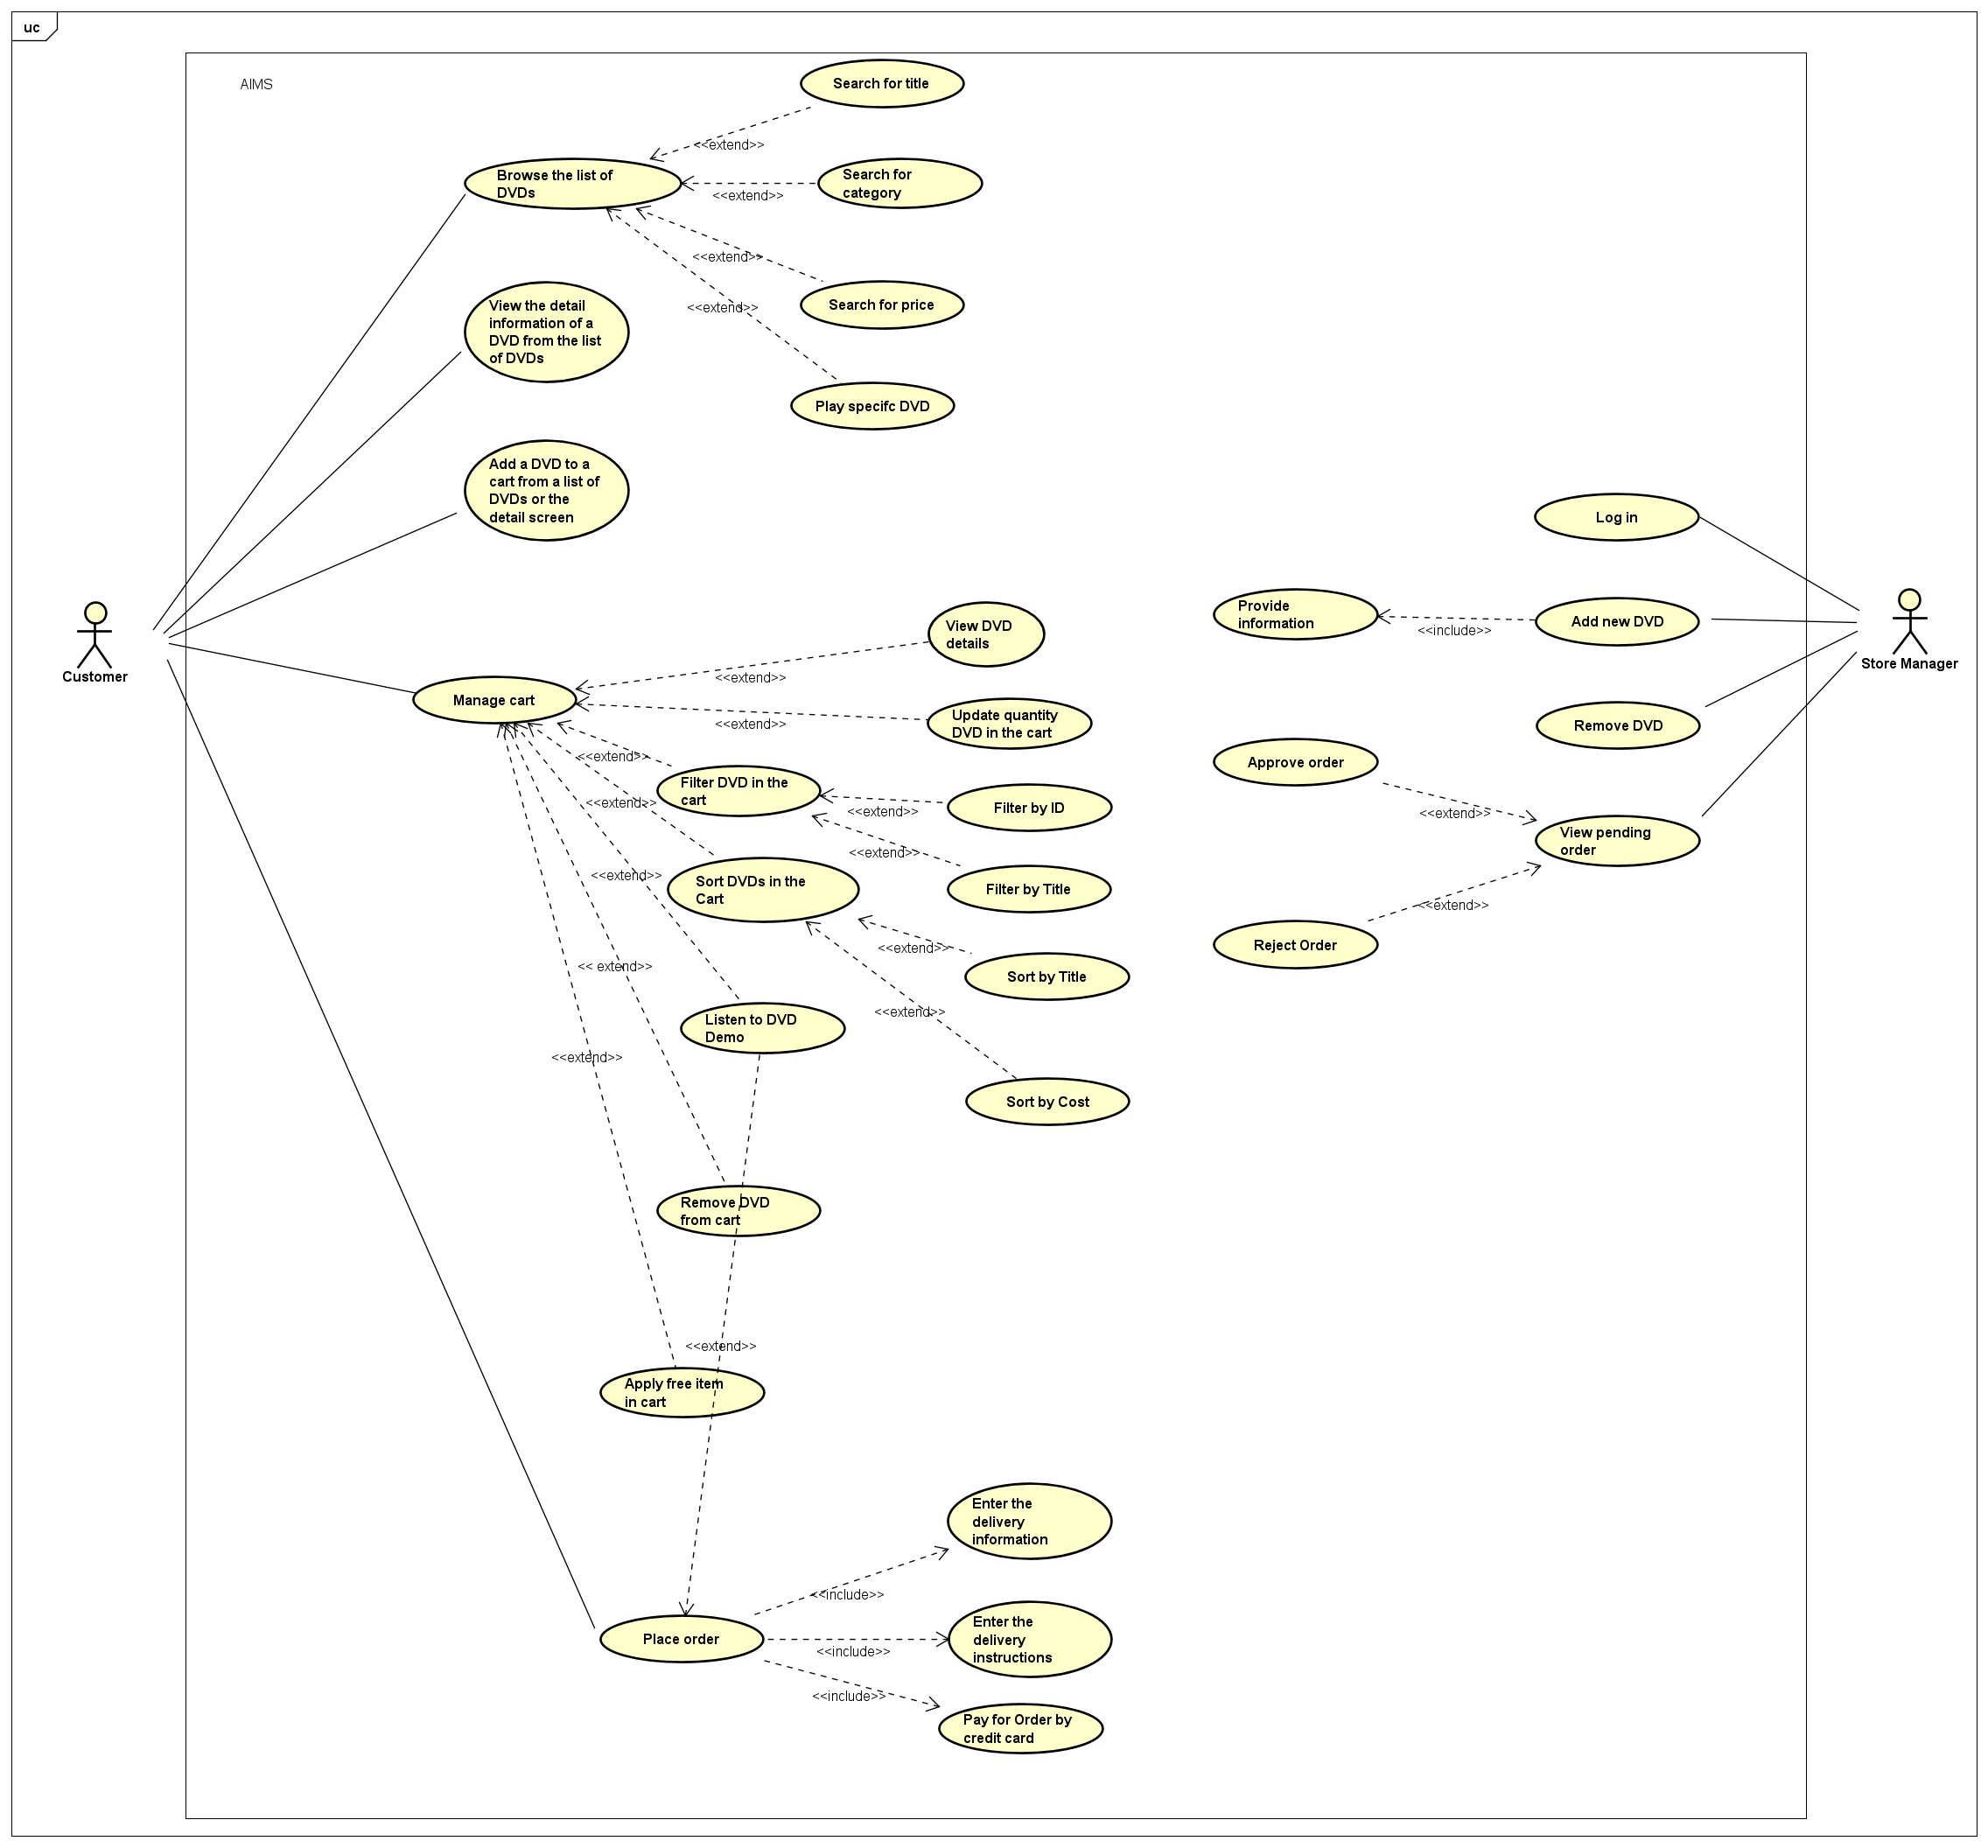 uc
AIMS
Search for title
<<extend>>
Browse the list of
DVDs
Search for
category
<<extend>>
<<extend>>
View the detail
information of a
DVD from the list
of DVDs
Search for price
<<extend>>
Play specifc DVD
Add a DVD to a
cart from a list of
DVDs or the
detail screen
Log in
Customer
Store Manager
Provide
information
<<include>>
Add new DVD
View DVD
details
<<extend>>
Manage cart
Update quantity
DVD in the cart
<<extend>>
Remove DVD
<<extend>>
Filter DVD in the
cart
Approve order
<<extend>>
<<extend>>
Filter by ID
<<extend>>
View pending
order
<<extend>>
<<extend>>
Sort DVDs in the
Cart
Filter by Title
<<extend>>
Reject Order
<<extend>>
<< extend>>
Sort by Title
<<extend>>
Listen to DVD
Demo
<<extend>>
Sort by Cost
Remove DVD
from cart
<<extend>>
Apply free item
in cart
Enter the
delivery
information
<<include>>
Place order
Enter the
delivery
instructions
<<include>>
<<include>>
Pay for Order by
credit card